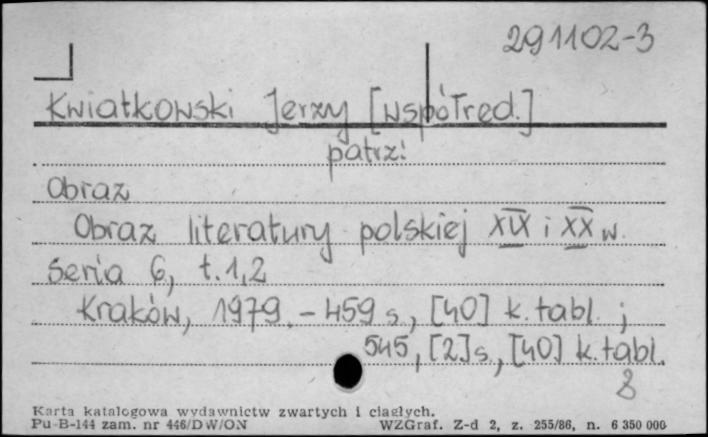 291102-3
Kwiatkowski Jerzy [współred.]
patrz:
Obraz
Obraz literatury polskiej XIX i XX w.
Seria 6, t.1,2
Kraków, 1979. - 459 s., [40] k. tabl. ;
545, [2] s., [40] k. tabl.
8
Karta katalogowa wydawnictw zwartych i ciągłych.
Pu-B-144 zam. nr 446/DW/ON WZGraf. Z-d 2, z. 255/86, n. 6 350 000